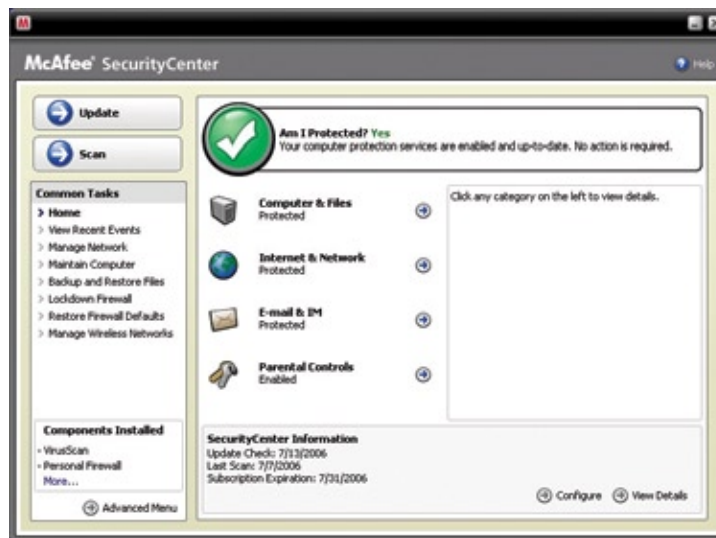 McAfee® SecurityCenter
Help
Update
Scan
Common Tasks
Home
View Recent Events
Manage Network
Maintain Computer
Backup and Restore Files
Lockdown Firewall
Restore Firewall Defaults
Manage Wireless Networks
Components Installed
- VirusScan
- Personal Firewall
More...
Advanced Menu
Am I Protected? Yes
Your computer protection services are enabled and up-to-date. No action is required.
Computer & Files
Protected
Internet & Network
Protected
E-mail & IM
Protected
Parental Controls
Enabled
Click any category on the left to view details.
SecurityCenter Information
Update Check: 7/13/2006
Last Scan: 7/7/2006
Subscription Expiration: 7/31/2006
Configure
View Details